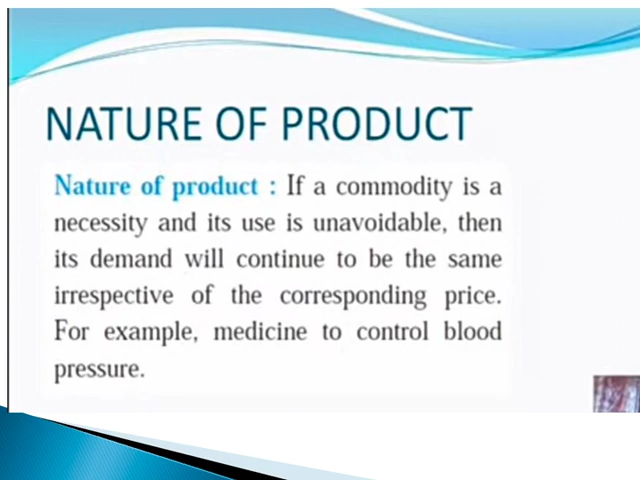 NATURE OF PRODUCT
Nature of product : If a commodity is a
necessity and its use is unavoidable, then
its demand will continue to be the same
irrespective of the corresponding price.
For example, medicine to control blood
pressure.